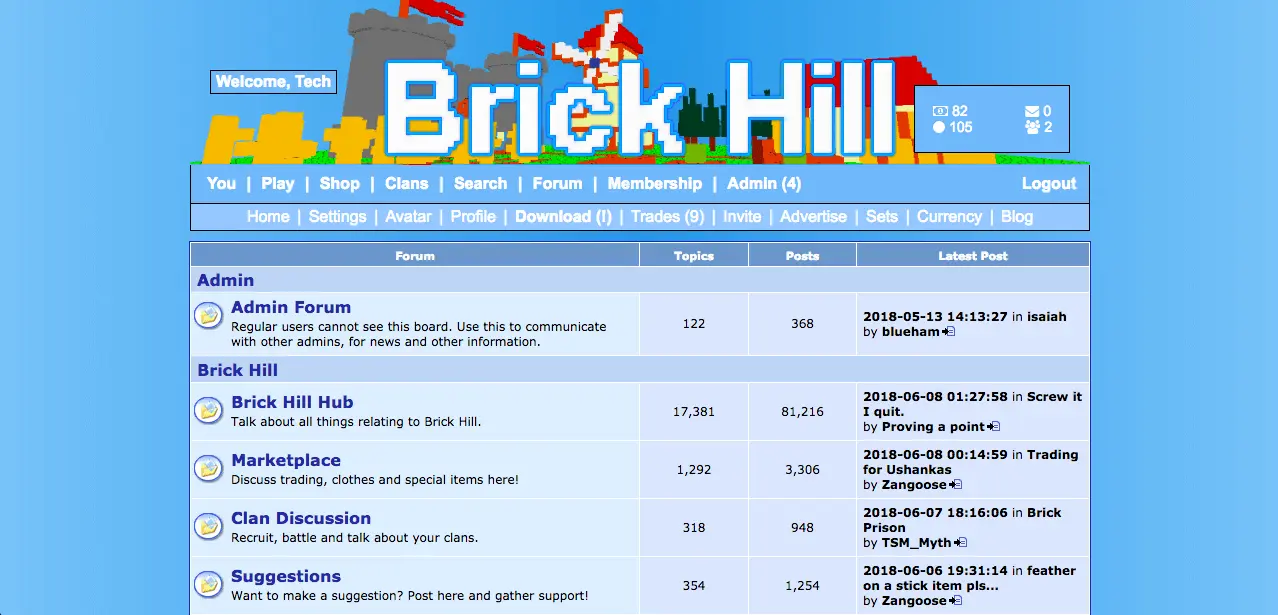 Brick Hill
Welcome, Tech
82
0
105
2
You | Play | Shop | Clans | Search | Forum | Membership | Admin (4)
Logout
Home | Settings | Avatar | Profile | Download (!) | Trades (9) | Invite | Advertise | Sets | Currency | Blog
Forum Topics Posts Latest Post
Admin
Admin Forum
Regular users cannot see this board. Use this to communicate
with other admins, for news and other information.
122
368
2018-05-13 14:13:27 in isaiah
by blueham
Brick Hill
Brick Hill Hub
Talk about all things relating to Brick Hill.
17,381
81,216
2018-06-08 01:27:58 in Screw it
I quit.
by Proving a point
Marketplace
Discuss trading, clothes and special items here!
1,292
3,306
2018-06-08 00:14:59 in Trading
for Ushankas
by Zangoose
Clan Discussion
Recruit, battle and talk about your clans.
318
948
2018-06-07 18:16:06 in Brick
Prison
by TSM_Myth
Suggestions
Want to make a suggestion? Post here and gather support!
354
1,254
2018-06-06 19:31:14 in feather
on a stick item pls...
by Zangoose